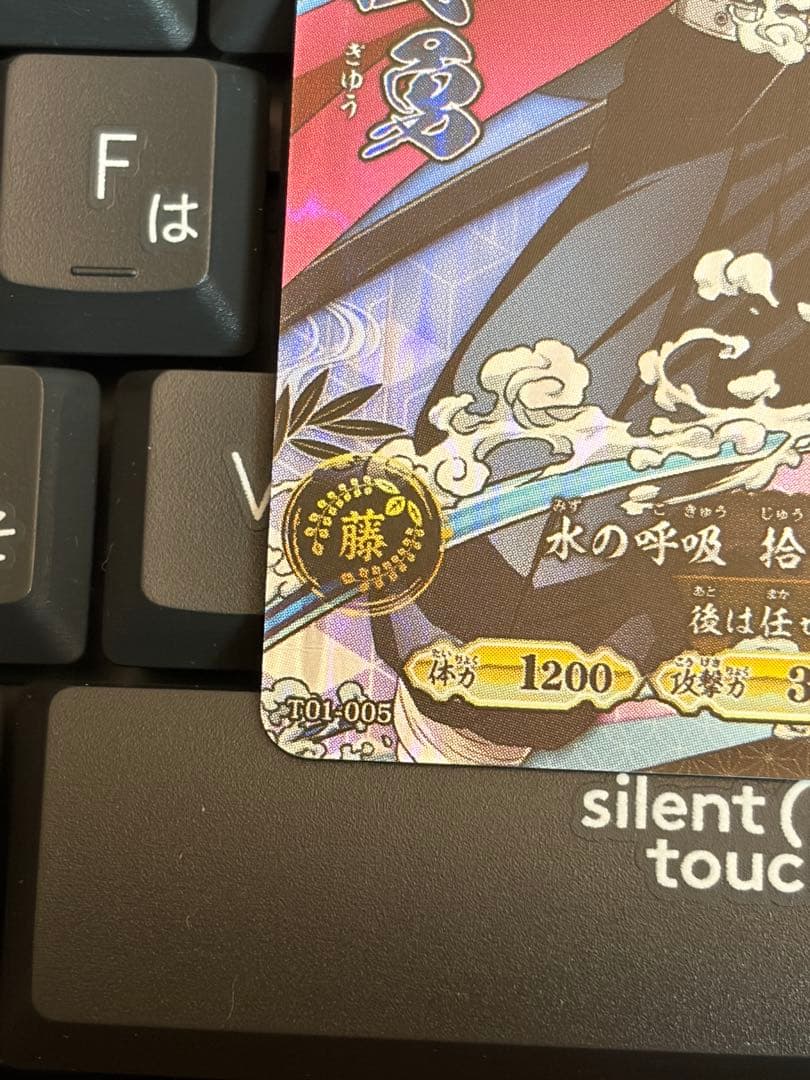 勇
ぎゆう
F
は
そ
V
藤
みず こきゅう じゅう
水の呼吸 拾
あと まか
後は任せ
たいりょく
体力 1200
こうげきりょく
攻撃力 3
T01-005
silent
touc